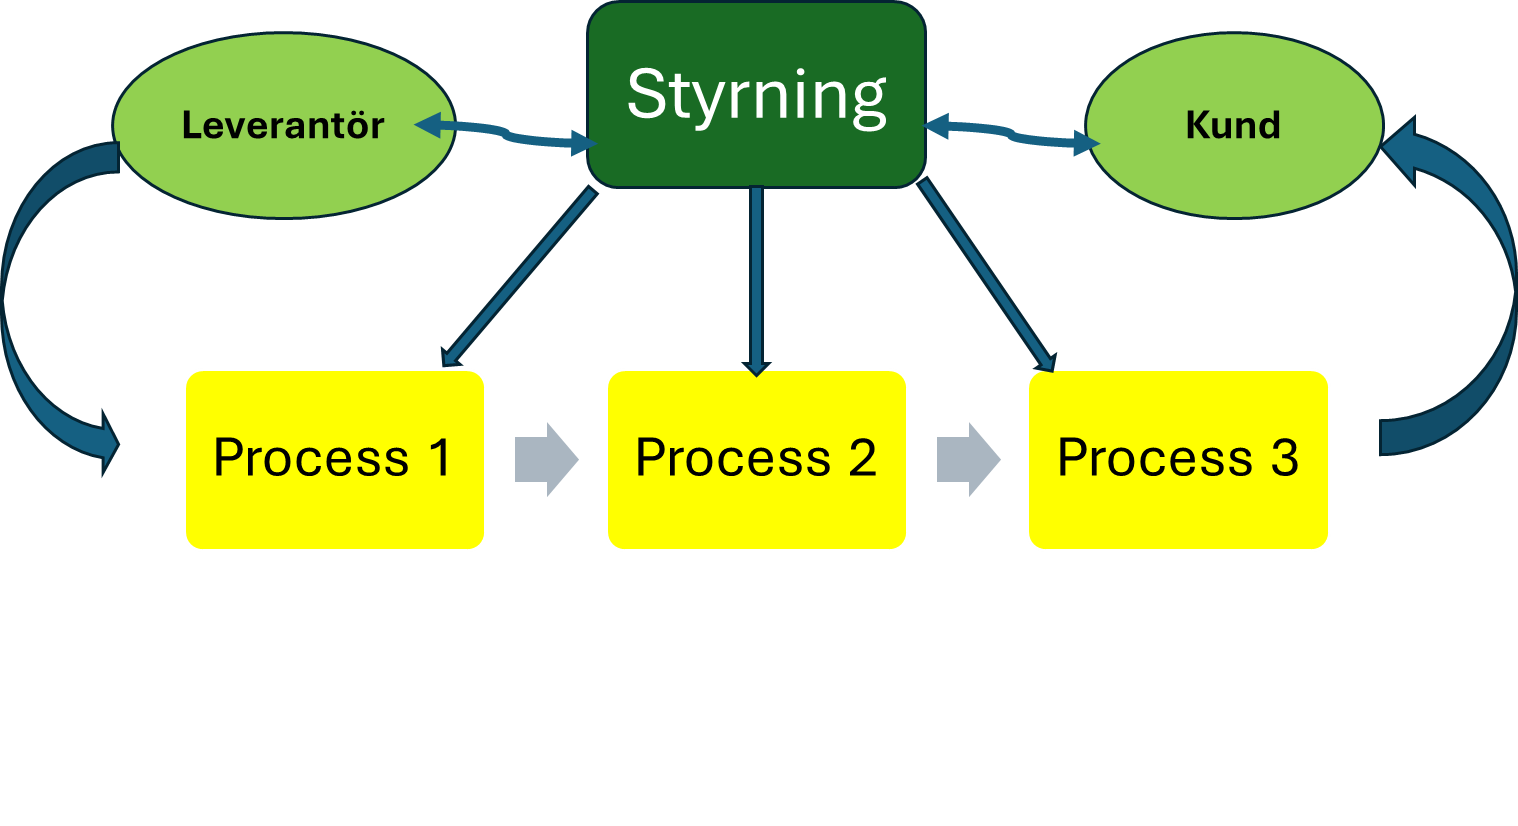 Leverantör
Styrning
Kund
Process 1
Process 2
Process 3